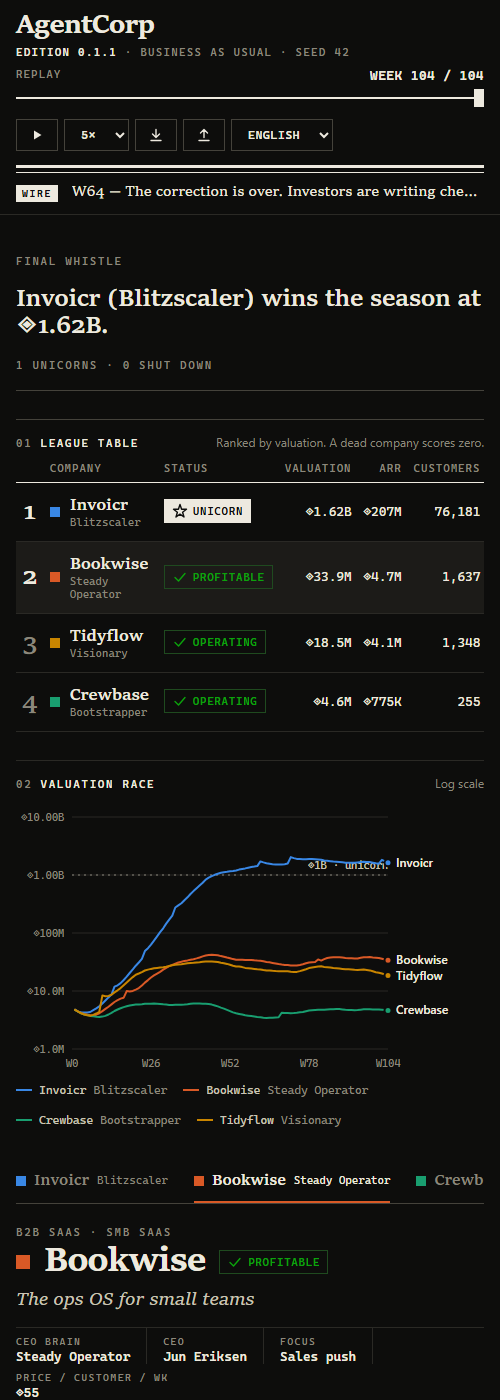 AgentCorp
EDITION 0.1.1 · BUSINESS AS USUAL · SEED 42
REPLAY WEEK 104 / 104
5× ENGLISH
WIRE W64 — The correction is over. Investors are writing che...
FINAL WHISTLE
Invoicr (Blitzscaler) wins the season at
⟐1.62B.
1 UNICORNS · 0 SHUT DOWN
01 LEAGUE TABLE Ranked by valuation. A dead company scores zero.
COMPANY STATUS VALUATION ARR CUSTOMERS
1 Invoicr Blitzscaler UNICORN ⟐1.62B ⟐207M 76,181
2 Bookwise Steady Operator PROFITABLE ⟐33.9M ⟐4.7M 1,637
3 Tidyflow Visionary OPERATING ⟐18.5M ⟐4.1M 1,348
4 Crewbase Bootstrapper OPERATING ⟐4.6M ⟐775K 255
02 VALUATION RACE Log scale
⟐10.00B
⟐1B · unicorn Invoicr
⟐1.00B
⟐100M
Bookwise
Tidyflow
⟐10.0M
Crewbase
⟐1.0M
W0 W26 W52 W78 W104
Invoicr Blitzscaler Bookwise Steady Operator
Crewbase Bootstrapper Tidyflow Visionary
Invoicr Blitzscaler Bookwise Steady Operator Crewb
B2B SAAS · SMB SAAS
Bookwise PROFITABLE
The ops OS for small teams
CEO BRAIN CEO FOCUS
Steady Operator Jun Eriksen Sales push
PRICE / CUSTOMER / WK
⟐55